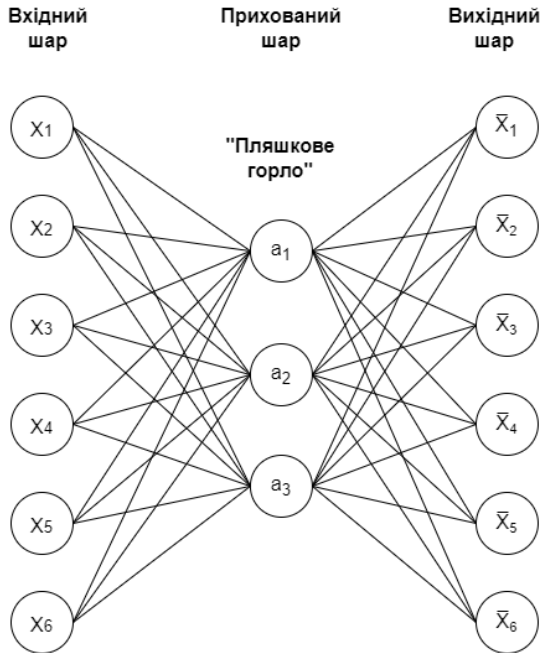 Вхідний
шар
Прихований
шар
Вихідний
шар
"Пляшкове
горло"
X1
X2
X3
X4
X5
X6
a1
a2
a3
X̅1
X̅2
X̅3
X̅4
X̅5
X̅6